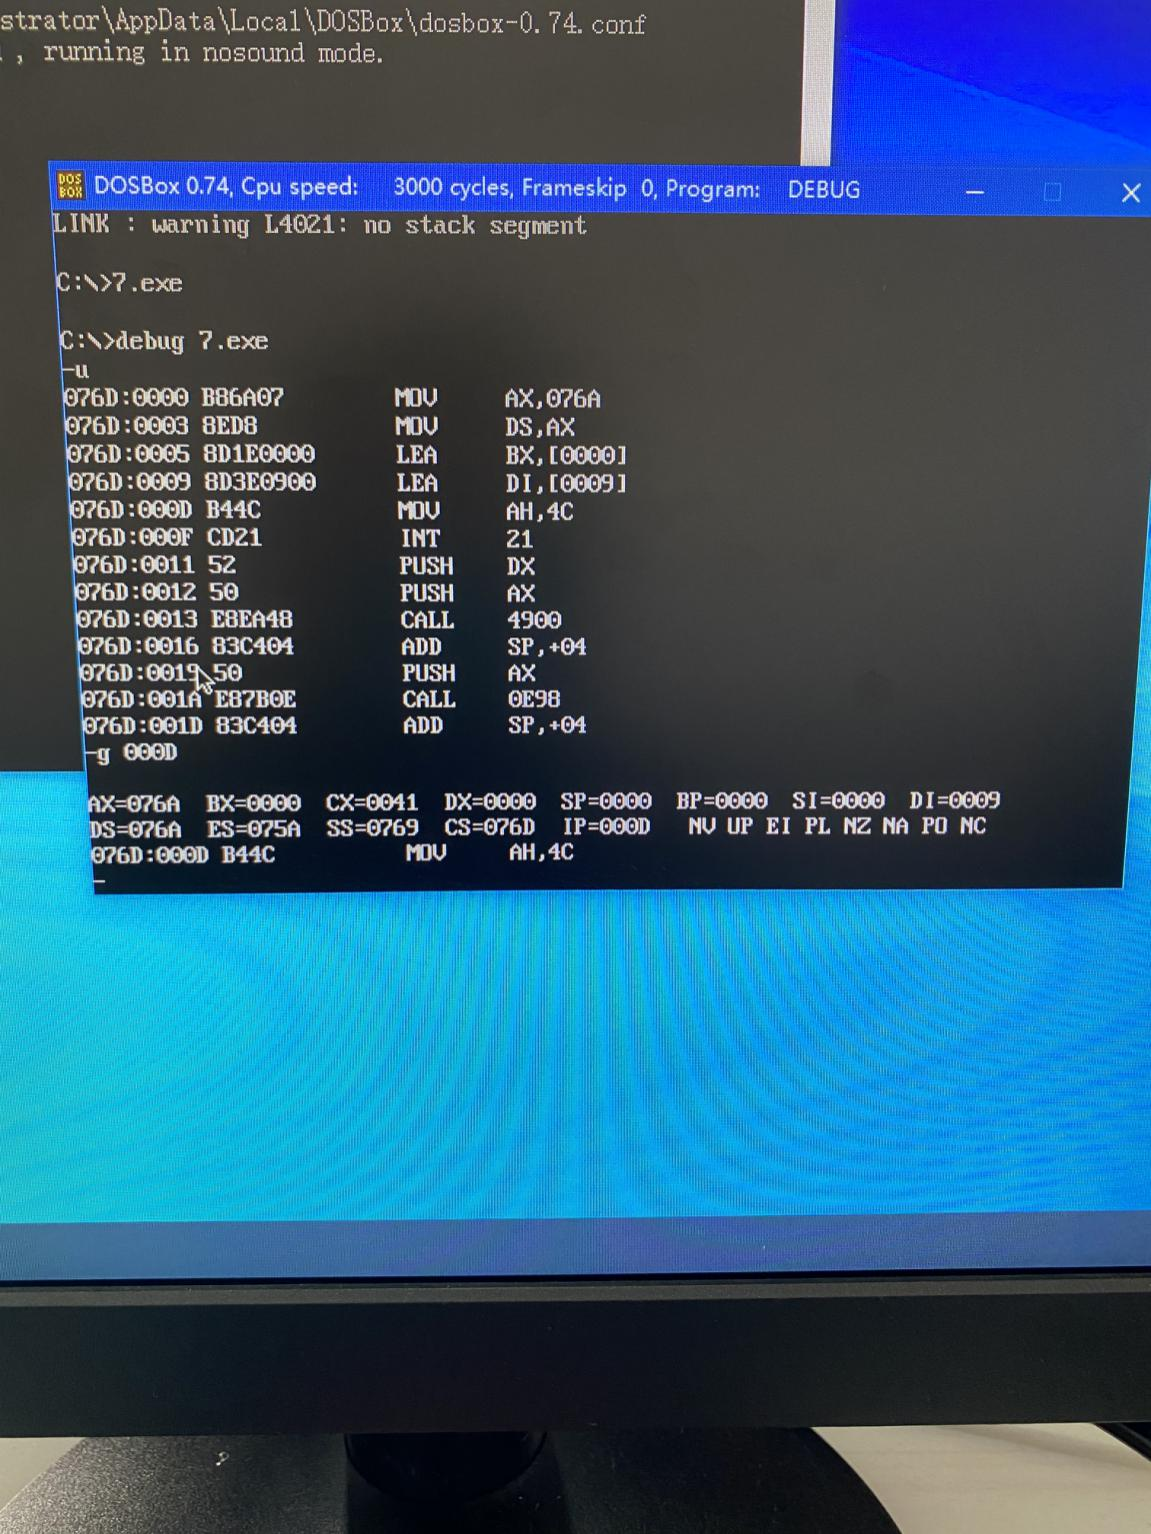 strator\AppData\Local\DOSBox\dosbox-0.74.conf
, running in nosound mode.
DOS BOX DOSBox 0.74, Cpu speed: 3000 cycles, Frameskip 0, Program: DEBUG
LINK : warning L4021: no stack segment
C:\>7.exe
C:\>debug 7.exe
-u
076D:0000 B86A07 MOV AX,076A
076D:0003 8ED8 MOV DS,AX
076D:0005 8D1E0000 LEA BX,[0000]
076D:0009 8D3E0900 LEA DI,[0009]
076D:000D B44C MOV AH,4C
076D:000F CD21 INT 21
076D:0011 52 PUSH DX
076D:0012 50 PUSH AX
076D:0013 E8EA48 CALL 4900
076D:0016 83C404 ADD SP,+04
076D:0019 50 PUSH AX
076D:001A E87B0E CALL 0E98
076D:001D 83C404 ADD SP,+04
-g 000D
AX=076A BX=0000 CX=0041 DX=0000 SP=0000 BP=0000 SI=0000 DI=0009
DS=076A ES=075A SS=0769 CS=076D IP=000D NV UP EI PL NZ NA PO NC
076D:000D B44C MOV AH,4C
-